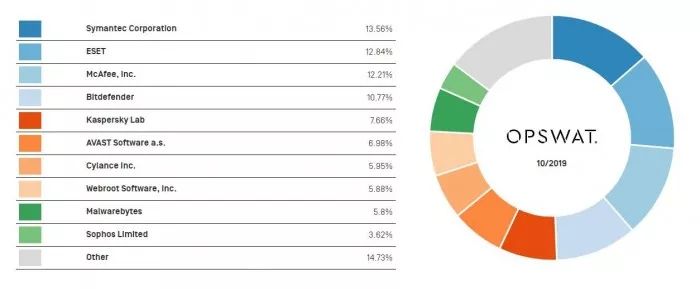 Symantec Corporation 13.56%
ESET 12.84%
McAfee, Inc. 12.21%
Bitdefender 10.77%
Kaspersky Lab 7.66%
AVAST Software a.s. 6.98%
Cylance Inc. 5.95%
Webroot Software, Inc. 5.88%
Malwarebytes 5.8%
Sophos Limited 3.62%
Other 14.73%
OPSWAT.
10/2019